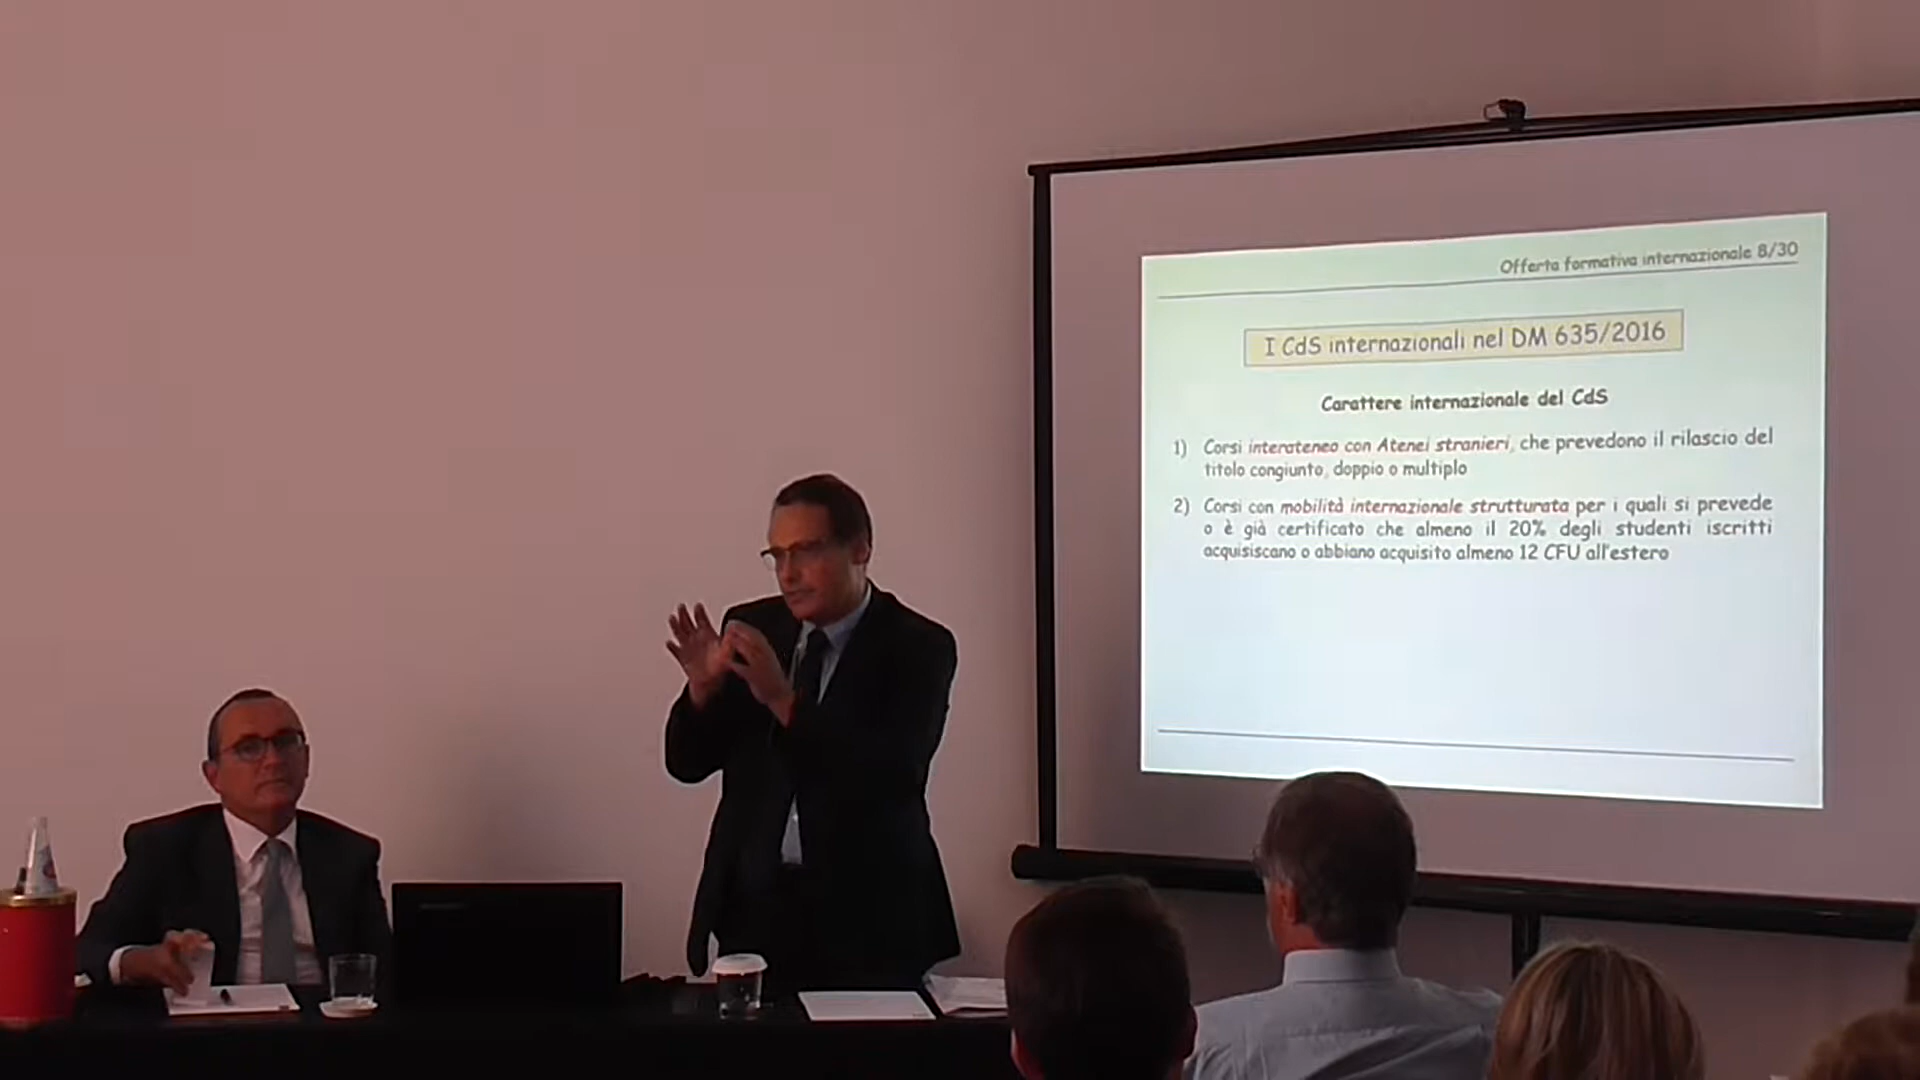 Offerta formativa internazionale 8/30
I CdS internazionali nel DM 635/2016
Carattere internazionale del CdS
1) Corsi interateneo con Atenei stranieri, che prevedono il rilascio del
titolo congiunto, doppio o multiplo
2) Corsi con mobilità internazionale strutturata per i quali si prevede
o è già certificato che almeno il 20% degli studenti iscritti
acquisiscano o abbiano acquisito almeno 12 CFU all'estero